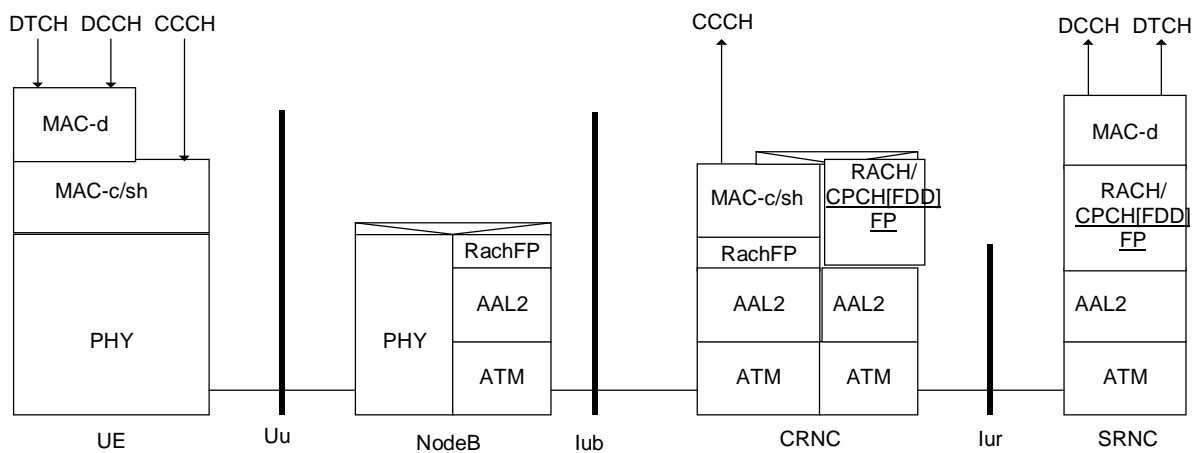 DTCH DCCH CCCH
CCCH
DCCH DTCH
MAC-d
MAC-c/sh
PHY
UE
Uu
RachFP
PHY
AAL2
ATM
NodeB
Iub
MAC-c/sh
RACH/
CPCH[FDD]
FP
RachFP
AAL2
AAL2
ATM
ATM
CRNC
Iur
MAC-d
RACH/
CPCH[FDD]
FP
AAL2
ATM
SRNC